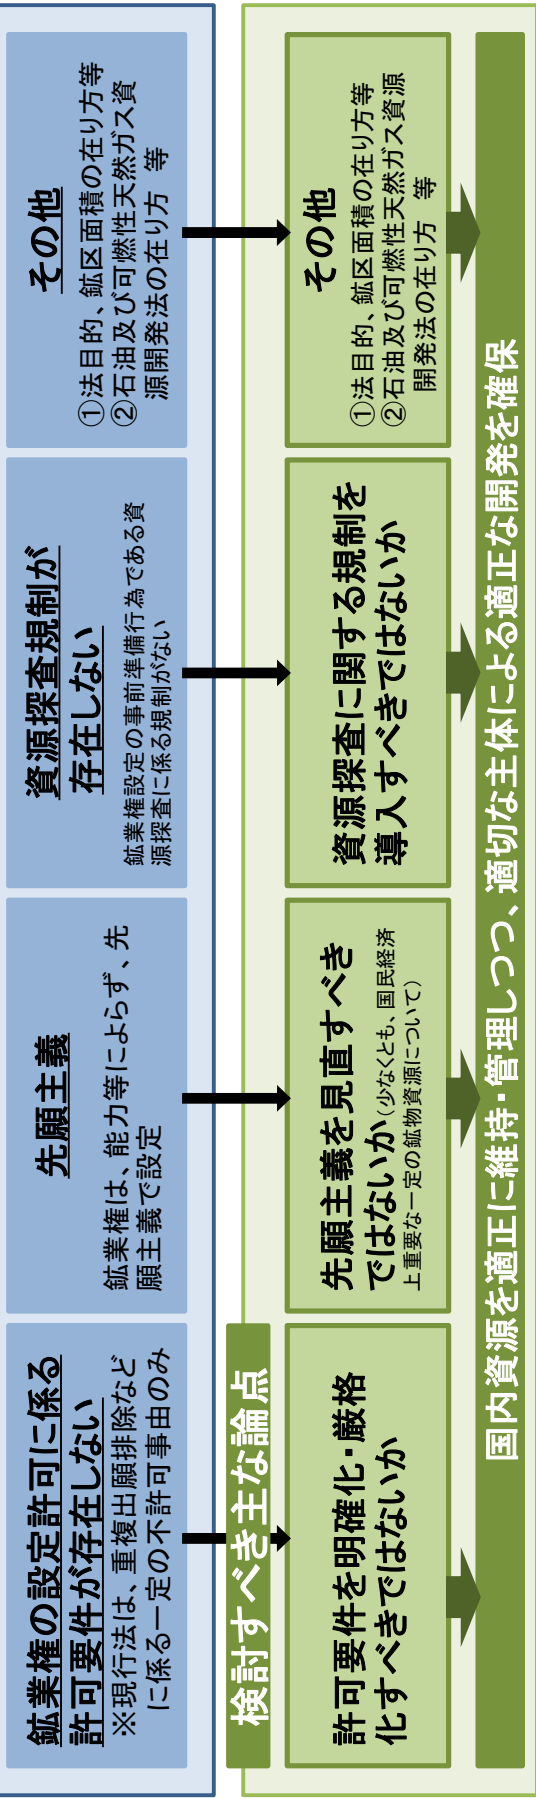 鉱業権の設定許可に係る
許可要件が存在しない
※現行法は、重複出願排除など
に係る一定の不許可事由のみ
先願主義
鉱業権は、能力等によらず、先
願主義で設定
資源探査規制が
存在しない
鉱業権設定の事前準備行為である資
源探査に係る規制がない
その他
①法目的、鉱区面積の在り方等
②石油及び可燃性天然ガス資
源開発法の在り方 等
検討すべき主な論点
許可要件を明確化・厳格
化すべきではないか
先願主義を見直すべき
ではないか(少なくとも、国民経済
上重要な一定の鉱物資源について)
資源探査に関する規制を
導入すべきではないか
その他
①法目的、鉱区面積の在り方等
②石油及び可燃性天然ガス資源
開発法の在り方 等
国内資源を適正に維持・管理しつつ、適切な主体による適正な開発を確保